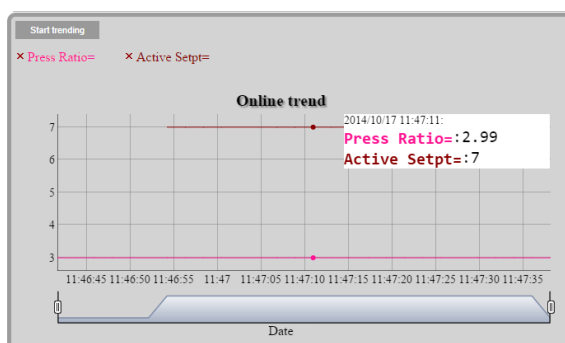 Start trending
× Press Ratio= × Active Setpt=
Online trend
2014/10/17 11:47:11:
Press Ratio=:2.99
Active Setpt=:7
7
6
5
4
3
11:46:45 11:46:50 11:46:55 11:47 11:47:05 11:47:10 11:47:15 11:47:20 11:47:25 11:47:30 11:47:35
Date